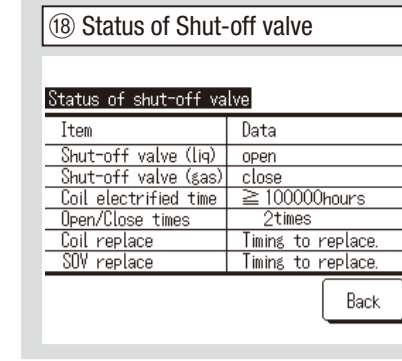 ⑱ Status of Shut-off valve
Status of shut-off valve
Item Data
Shut-off valve (liq) open
Shut-off valve (gas) close
Coil electrified time ≧ 100000hours
Open/Close times 2times
Coil replace Timing to replace.
SOV replace Timing to replace.
Back